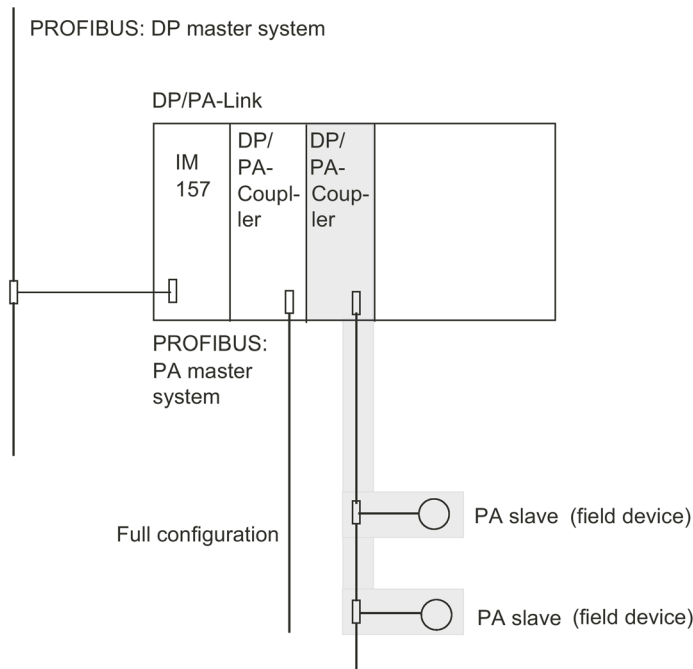 PROFIBUS: DP master system
DP/PA-Link
IM
157
DP/
PA-
Coupl-
ler
DP/
PA-
Coup-
ler
PROFIBUS:
PA master
system
Full configuration
PA slave (field device)
PA slave (field device)